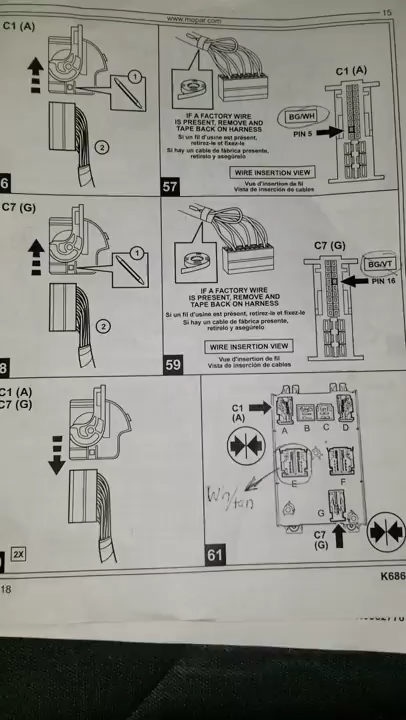 15
www.mopar.com
C1 (A)
1
2
6
IF A FACTORY WIRE
IS PRESENT, REMOVE AND
TAPE BACK ON HARNESS
Si un fil d'usine est présent,
retirez-le et fixez-le
Si hay un cable de fábrica presente,
retírelo y asegúrelo
C1 (A)
BG/WH
PIN 5
WIRE INSERTION VIEW
Vue d'insertion de fil
Vista de inserción de cables
57
C7 (G)
1
2
8
IF A FACTORY WIRE
IS PRESENT, REMOVE AND
TAPE BACK ON HARNESS
Si un fil d'usine est présent, retirez-le et fixez-le
Si hay un cable de fábrica presente,
retírelo y asegúrelo
C7 (G)
BG/VT
PIN 16
WIRE INSERTION VIEW
Vue d'insertion de fil
Vista de inserción de cables
59
C1 (A)
C7 (G)
2X
C1
(A)
A
B
C
D
E
F
G
C7
(G)
61
K686
18